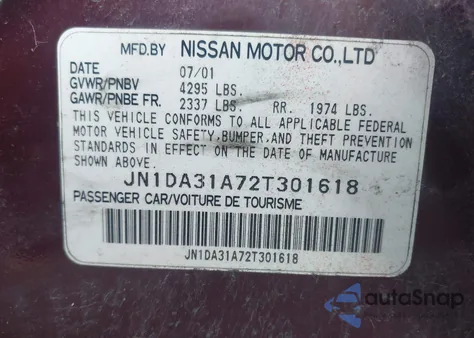 MFD.BY NISSAN MOTOR CO.,LTD
DATE 07/01
GVWR/PNBV 4295 LBS.
GAWR/PNBE FR. 2337 LBS. RR. 1974 LBS.
THIS VEHICLE CONFORMS TO ALL APPLICABLE FEDERAL
MOTOR VEHICLE SAFETY, BUMPER, AND THEFT PREVENTION
STANDARDS IN EFFECT ON THE DATE OF MANUFACTURE
SHOWN ABOVE.
JN1DA31A72T301618
PASSENGER CAR/VOITURE DE TOURISME
JN1DA31A72T301618
autoSnap